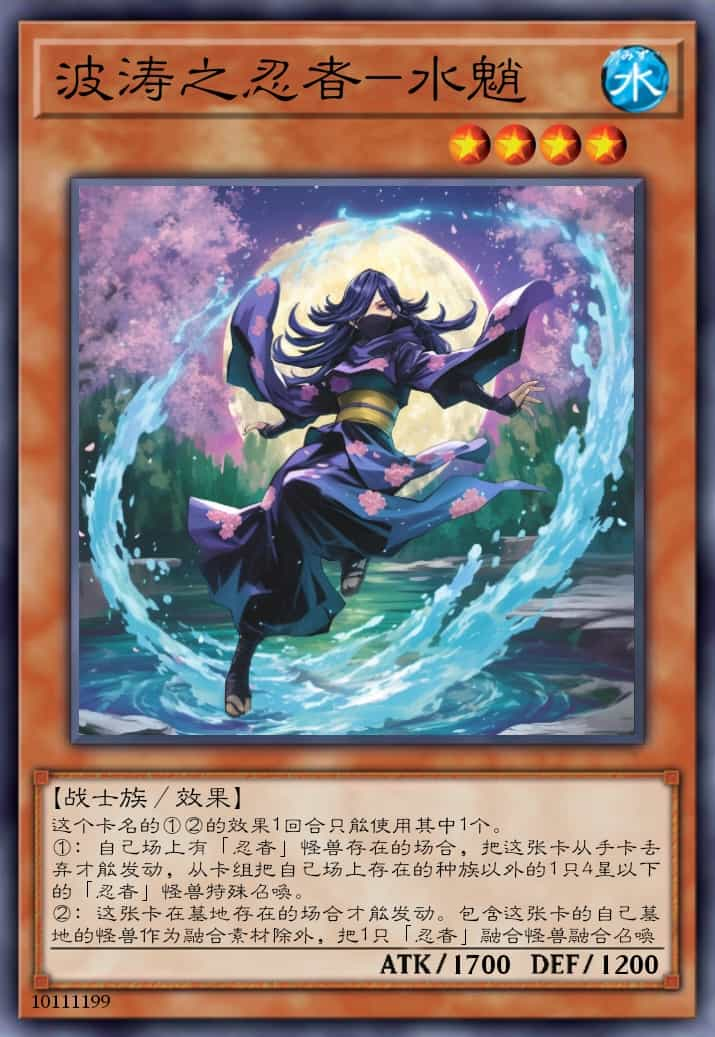 波涛之忍者－水魈
みず
水
【战士族／效果】
这个卡名的①②的效果1回合只能使用其中1个。
①：自己场上有「忍者」怪兽存在的场合，把这张卡从手卡丢
弃才能发动，从卡组把自己场上存在的种族以外的1只4星以下
的「忍者」怪兽特殊召唤。
②：这张卡在墓地存在的场合才能发动。包含这张卡的自己墓
地的怪兽作为融合素材除外，把1只「忍者」融合怪兽融合召唤
ATK/1700 DEF/1200
10111199